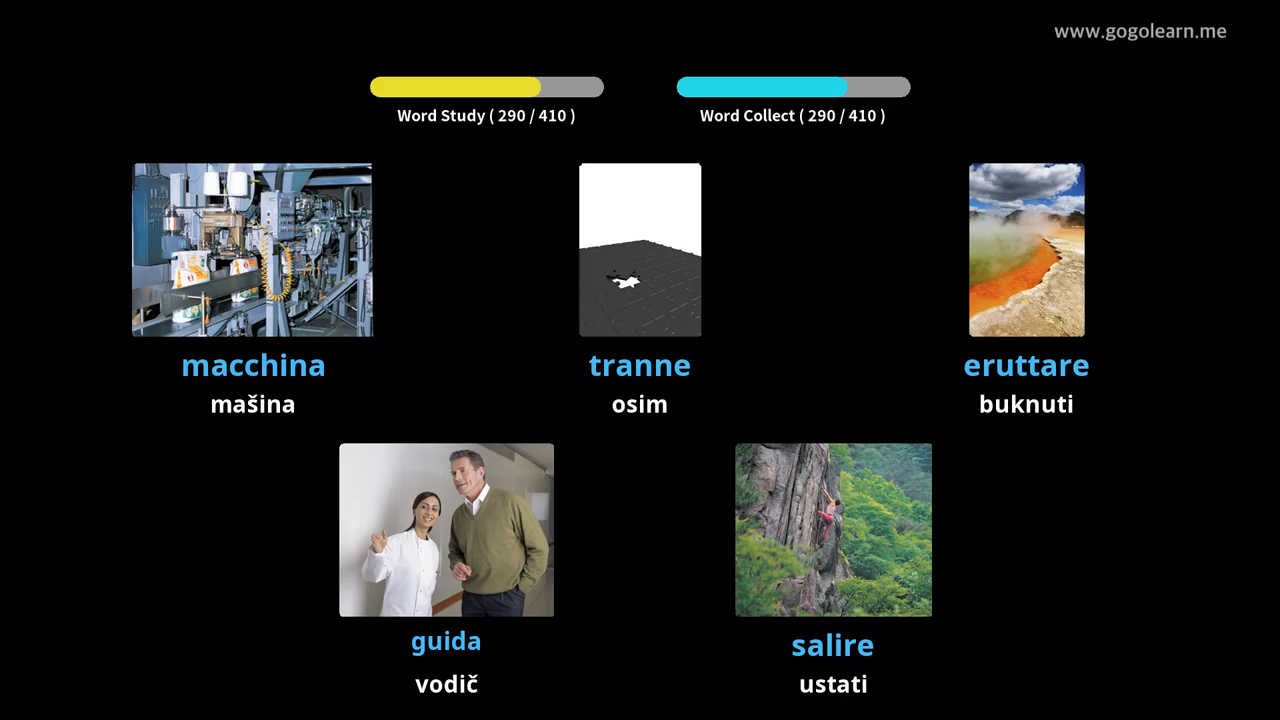 www.gogolearn.me
Word Study ( 290 / 410 )
Word Collect ( 290 / 410 )
macchina
mašina
tranne
osim
eruttare
buknuti
guida
vodič
salire
ustati